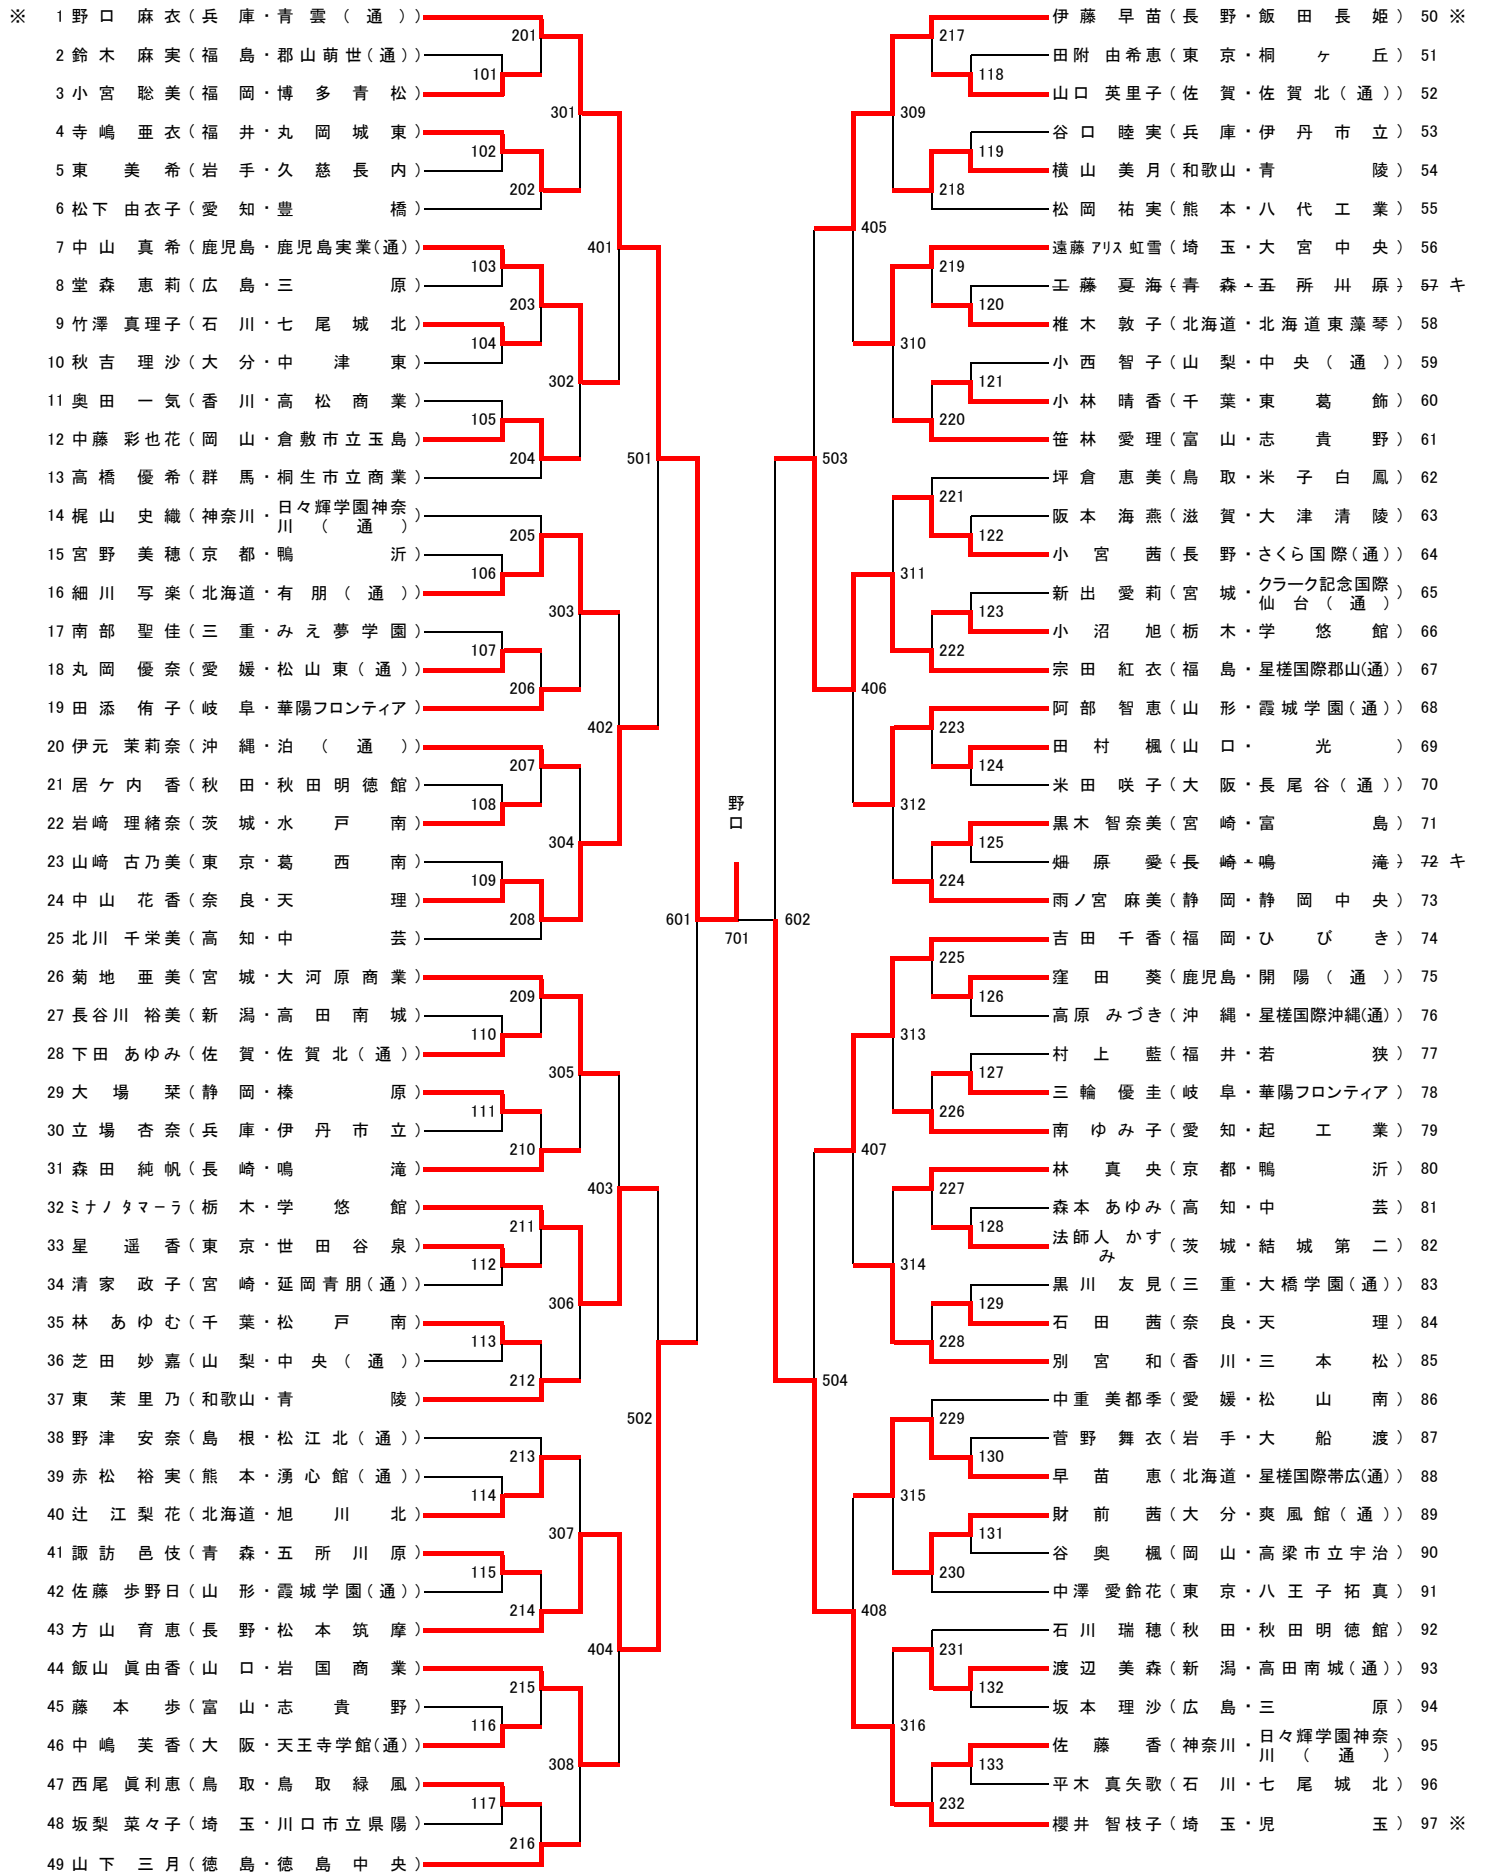 ※ 1 野口 麻衣 (兵庫・青雲(通))
2 鈴木 麻実 (福島・郡山萌世(通))
3 小宮 聡美 (福岡・博多青松)
4 寺嶋 亜衣 (福井・丸岡城東)
5 東 美希 (岩手・久慈長内)
6 松下 由衣子 (愛知・豊橋)
7 中山 真希 (鹿児島・鹿児島実業(通))
8 堂森 恵莉 (広島・三原)
9 竹澤 真理子 (石川・七尾城北)
10 秋吉 理沙 (大分・中津東)
11 奥田 一気 (香川・高松商業)
12 中藤 彩也花 (岡山・倉敷市立玉島)
13 高橋 優希 (群馬・桐生市立商業)
14 梶山 史織 (神奈川・日々輝学園神奈川(通))
15 宮野 美穂 (京都・鴨沂)
16 細川 写楽 (北海道・有朋(通))
17 南部 聖佳 (三重・みえ夢学園)
18 丸岡 優奈 (愛媛・松山東(通))
19 田添 侑子 (岐阜・華陽フロンティア)
20 伊元 茉莉奈 (沖縄・泊(通))
21 居ケ内 香 (秋田・秋田明徳館)
22 岩﨑 理緒奈 (茨城・水戸南)
23 山﨑 古乃美 (東京・葛西南)
24 中山 花香 (奈良・天理)
25 北川 千栄美 (高知・中芸)
26 菊地 亜美 (宮城・大河原商業)
27 長谷川 裕美 (新潟・高田南城)
28 下田 あゆみ (佐賀・佐賀北(通))
29 大場 栞 (静岡・榛原)
30 立場 杏奈 (兵庫・伊丹市立)
31 森田 純帆 (長崎・鳴滝)
32 ミナノ タマーラ (栃木・学悠館)
33 星 遥香 (東京・世田谷泉)
34 清家 政子 (宮崎・延岡青朋(通))
35 林 あゆむ (千葉・松戸南)
36 芝田 妙嘉 (山梨・中央(通))
37 東 茉里乃 (和歌山・青陵)
38 野津 安奈 (島根・松江北(通))
39 赤松 裕実 (熊本・湧心館(通))
40 辻 江梨花 (北海道・旭川北)
41 諏訪 邑伎 (青森・五所川原)
42 佐藤 歩野日 (山形・霞城学園(通))
43 方山 育恵 (長野・松本筑摩)
44 飯山 眞由香 (山口・岩国商業)
45 藤本 歩 (富山・志貴野)
46 中嶋 芙香 (大阪・天王寺学館(通))
47 西尾 眞利恵 (鳥取・鳥取緑風)
48 坂梨 菜々子 (埼玉・川口市立県陽)
49 山下 三月 (徳島・徳島中央)
101
102
103
104
105
106
107
108
109
110
111
112
113
114
115
116
117
201
202
203
204
205
206
207
208
209
210
211
212
213
214
215
216
301
302
303
304
305
306
307
308
401
402
403
404
501
502
601
野口
701
602
503
504
405
406
407
408
309
310
311
312
313
314
315
316
217
218
219
220
221
222
223
224
225
226
227
228
229
230
231
232
118
119
120
121
122
123
124
125
126
127
128
129
130
131
132
133
伊藤 早苗 (長野・飯田長姫) 50 ※
田附 由希恵 (東京・桐ヶ丘) 51
山口 英里子 (佐賀・佐賀北(通)) 52
谷口 睦実 (兵庫・伊丹市立) 53
横山 美月 (和歌山・青陵) 54
松岡 祐実 (熊本・八代工業) 55
遠藤 アリス 虹雪 (埼玉・大宮中央) 56
工藤 夏海 (青森・五所川原) 57 キ
椎木 敦子 (北海道・北海道東藻琴) 58
小西 智子 (山梨・中央(通)) 59
小林 晴香 (千葉・東葛飾) 60
笹林 愛理 (富山・志貴野) 61
坪倉 恵美 (鳥取・米子白鳳) 62
阪本 海燕 (滋賀・大津清陵) 63
小宮 茜 (長野・さくら国際(通)) 64
新出 愛莉 (宮城・クラーク記念国際仙台(通)) 65
小沼 旭 (栃木・学悠館) 66
宗田 紅衣 (福島・星槎国際郡山(通)) 67
阿部 智恵 (山形・霞城学園(通)) 68
田村 楓 (山口・光) 69
米田 咲子 (大阪・長尾谷(通)) 70
黒木 智奈美 (宮崎・富島) 71
畑原 愛 (長崎・鳴滝) 72 キ
雨ノ宮 麻美 (静岡・静岡中央) 73
吉田 千香 (福岡・ひびき) 74
窪田 葵 (鹿児島・開陽(通)) 75
高原 みづき (沖縄・星槎国際沖縄(通)) 76
村上 藍 (福井・若狭) 77
三輪 優圭 (岐阜・華陽フロンティア) 78
南 ゆみ子 (愛知・起工業) 79
林 真央 (京都・鴨沂) 80
森本 あゆみ (高知・中芸) 81
法師人 かすみ (茨城・結城第二) 82
黒川 友見 (三重・大橋学園(通)) 83
石田 茜 (奈良・天理) 84
別宮 和 (香川・三本松) 85
中重 美都季 (愛媛・松山南) 86
菅野 舞衣 (岩手・大船渡) 87
早苗 恵 (北海道・星槎国際帯広(通)) 88
財前 茜 (大分・爽風館(通)) 89
谷奥 楓 (岡山・高梁市立宇治) 90
中澤 愛鈴花 (東京・八王子拓真) 91
石川 瑞穂 (秋田・秋田明徳館) 92
渡辺 美森 (新潟・高田南城(通)) 93
坂本 理沙 (広島・三原) 94
佐藤 香 (神奈川・日々輝学園神奈川(通)) 95
平木 真矢歌 (石川・七尾城北) 96
櫻井 智枝子 (埼玉・児玉) 97 ※